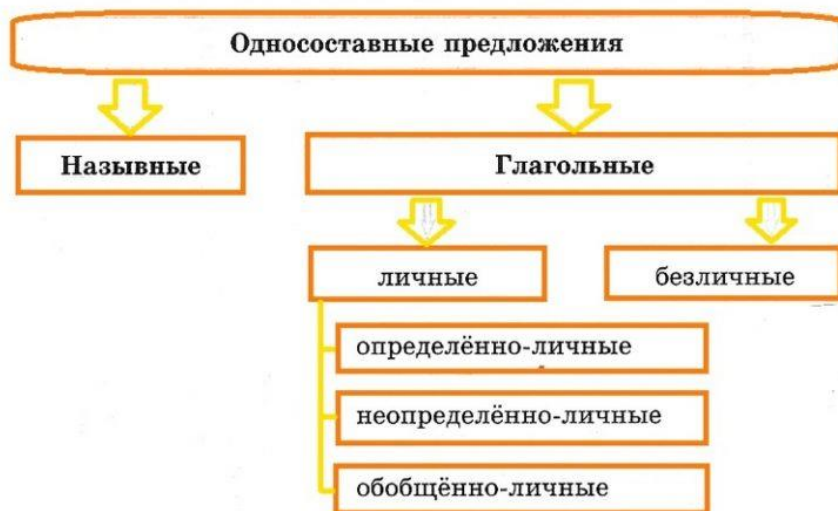 Односоставные предложения
Назывные
Глагольные
личные
безличные
определённо-личные
неопределённо-личные
обобщённо-личные